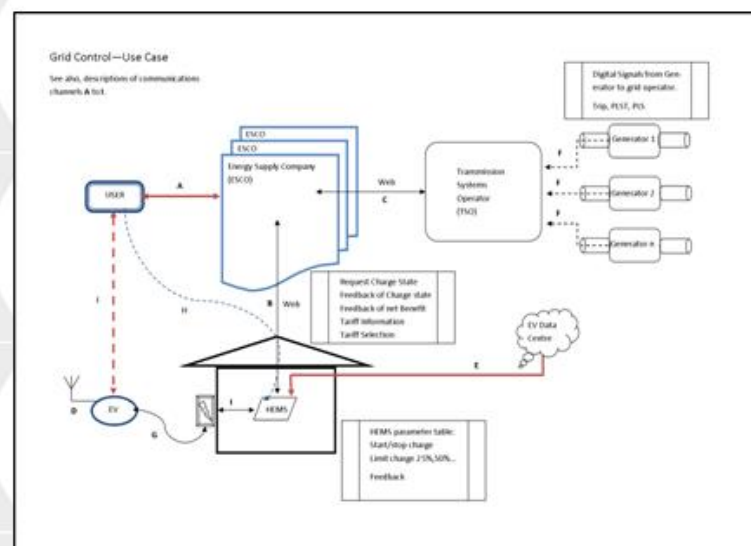 Grid Control—Use Case
See also, descriptions of communications
channels A to I.
Digital Signals from Gen-
erator to grid operator.
Trip, PLST, PLS
ESCO
ESCO
Energy Supply Company
(ESCO)
USER
A
Web
C
Transmission
Systems
Operator
(TSO)
F
Generator 1
F
Generator 2
F
Generator n
I
H
B
Web
Request Charge State
Feedback of Charge state
Feedback of net Benefit
Tariff Information
Tariff Selection
EV Data
Centre
E
D
EV
G
I
HEMS
HEMS parameter table:
Start/stop charge
Limit charge 25%,50%...
Feedback